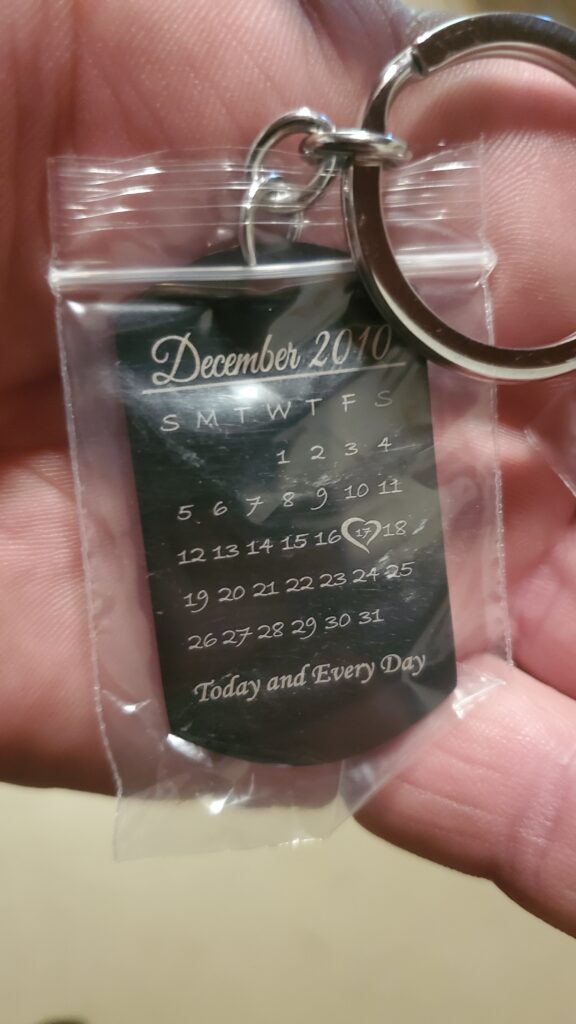 December 2010
S M T W T F S
1 2 3 4
5 6 7 8 9 10 11
12 13 14 15 16 17 18
19 20 21 22 23 24 25
26 27 28 29 30 31
Today and Every Day